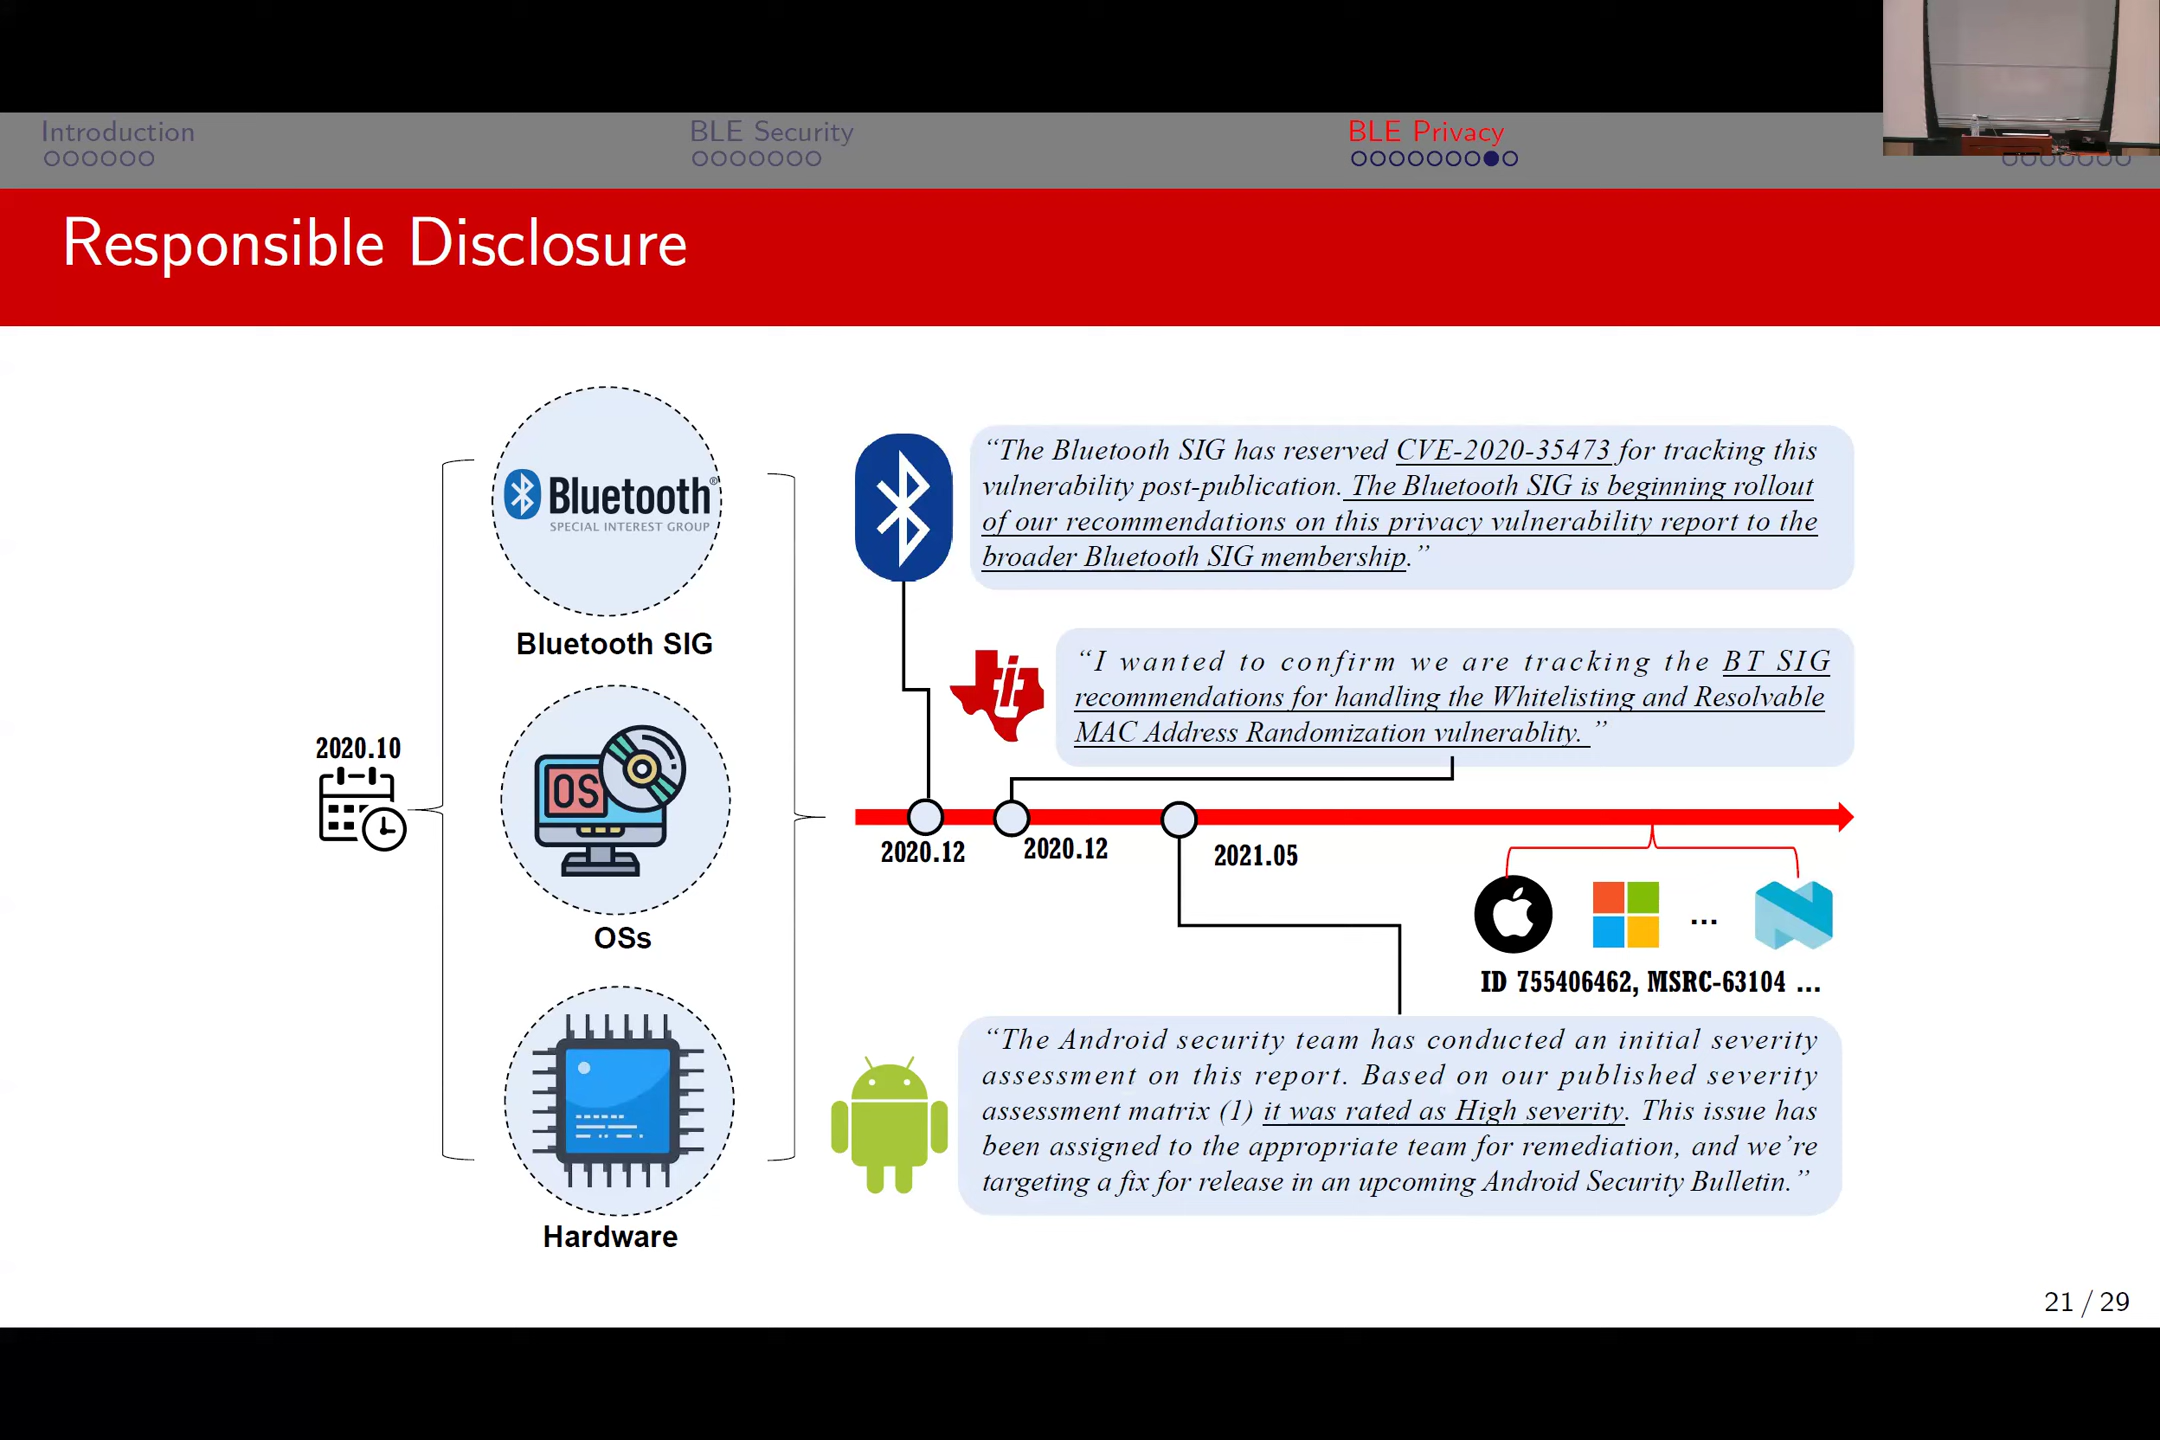 Introduction
BLE Security
BLE Privacy
Responsible Disclosure
Bluetooth®
SPECIAL INTEREST GROUP
Bluetooth SIG
2020.10
OS
OSs
Hardware
“The Bluetooth SIG has reserved CVE-2020-35473 for tracking this
vulnerability post-publication. The Bluetooth SIG is beginning rollout
of our recommendations on this privacy vulnerability report to the
broader Bluetooth SIG membership.”
“I wanted to confirm we are tracking the BT SIG
recommendations for handling the Whitelisting and Resolvable
MAC Address Randomization vulnerablity. ”
2020.12
2020.12
2021.05
...
ID 755406462, MSRC-63104 ...
“The Android security team has conducted an initial severity
assessment on this report. Based on our published severity
assessment matrix (1) it was rated as High severity. This issue has
been assigned to the appropriate team for remediation, and we’re
targeting a fix for release in an upcoming Android Security Bulletin.”
21 / 29